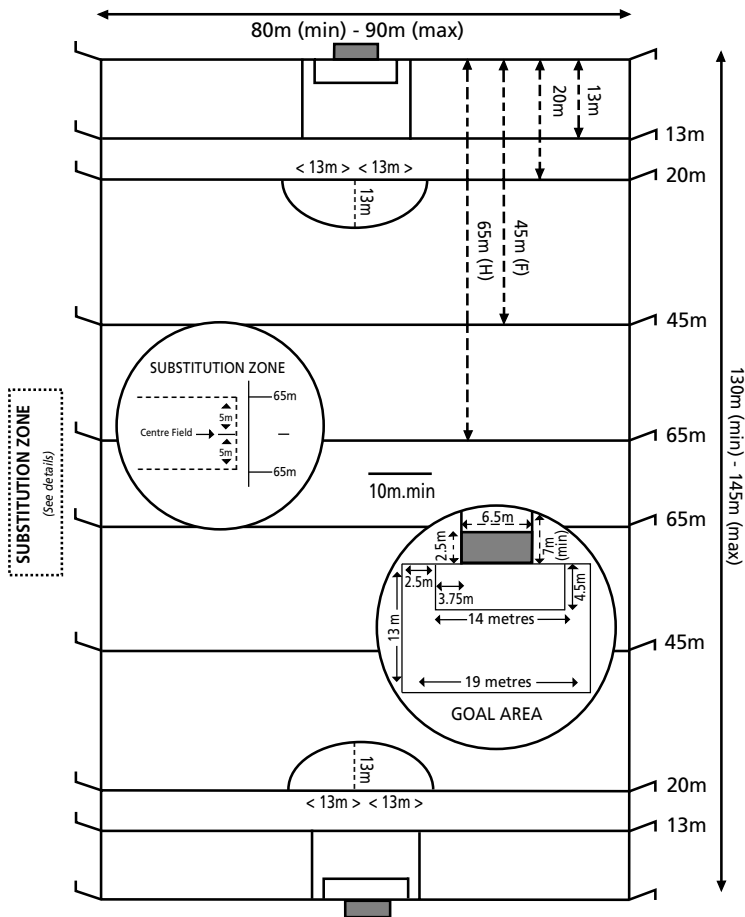 80m (min) - 90m (max)
13m
20m
13m
< 13m > < 13m >
20m
13m
65m (H)
45m (F)
45m
SUBSTITUTION ZONE
65m
5m
Centre Field
5m
65m
SUBSTITUTION ZONE
(See details)
65m
130m (min) - 145m (max)
10m.min
65m
6.5m
2.5m
7m
(min)
2.5m
3.75m
4.5m
14 metres
13 m
19 metres
GOAL AREA
45m
13m
20m
< 13m > < 13m >
13m